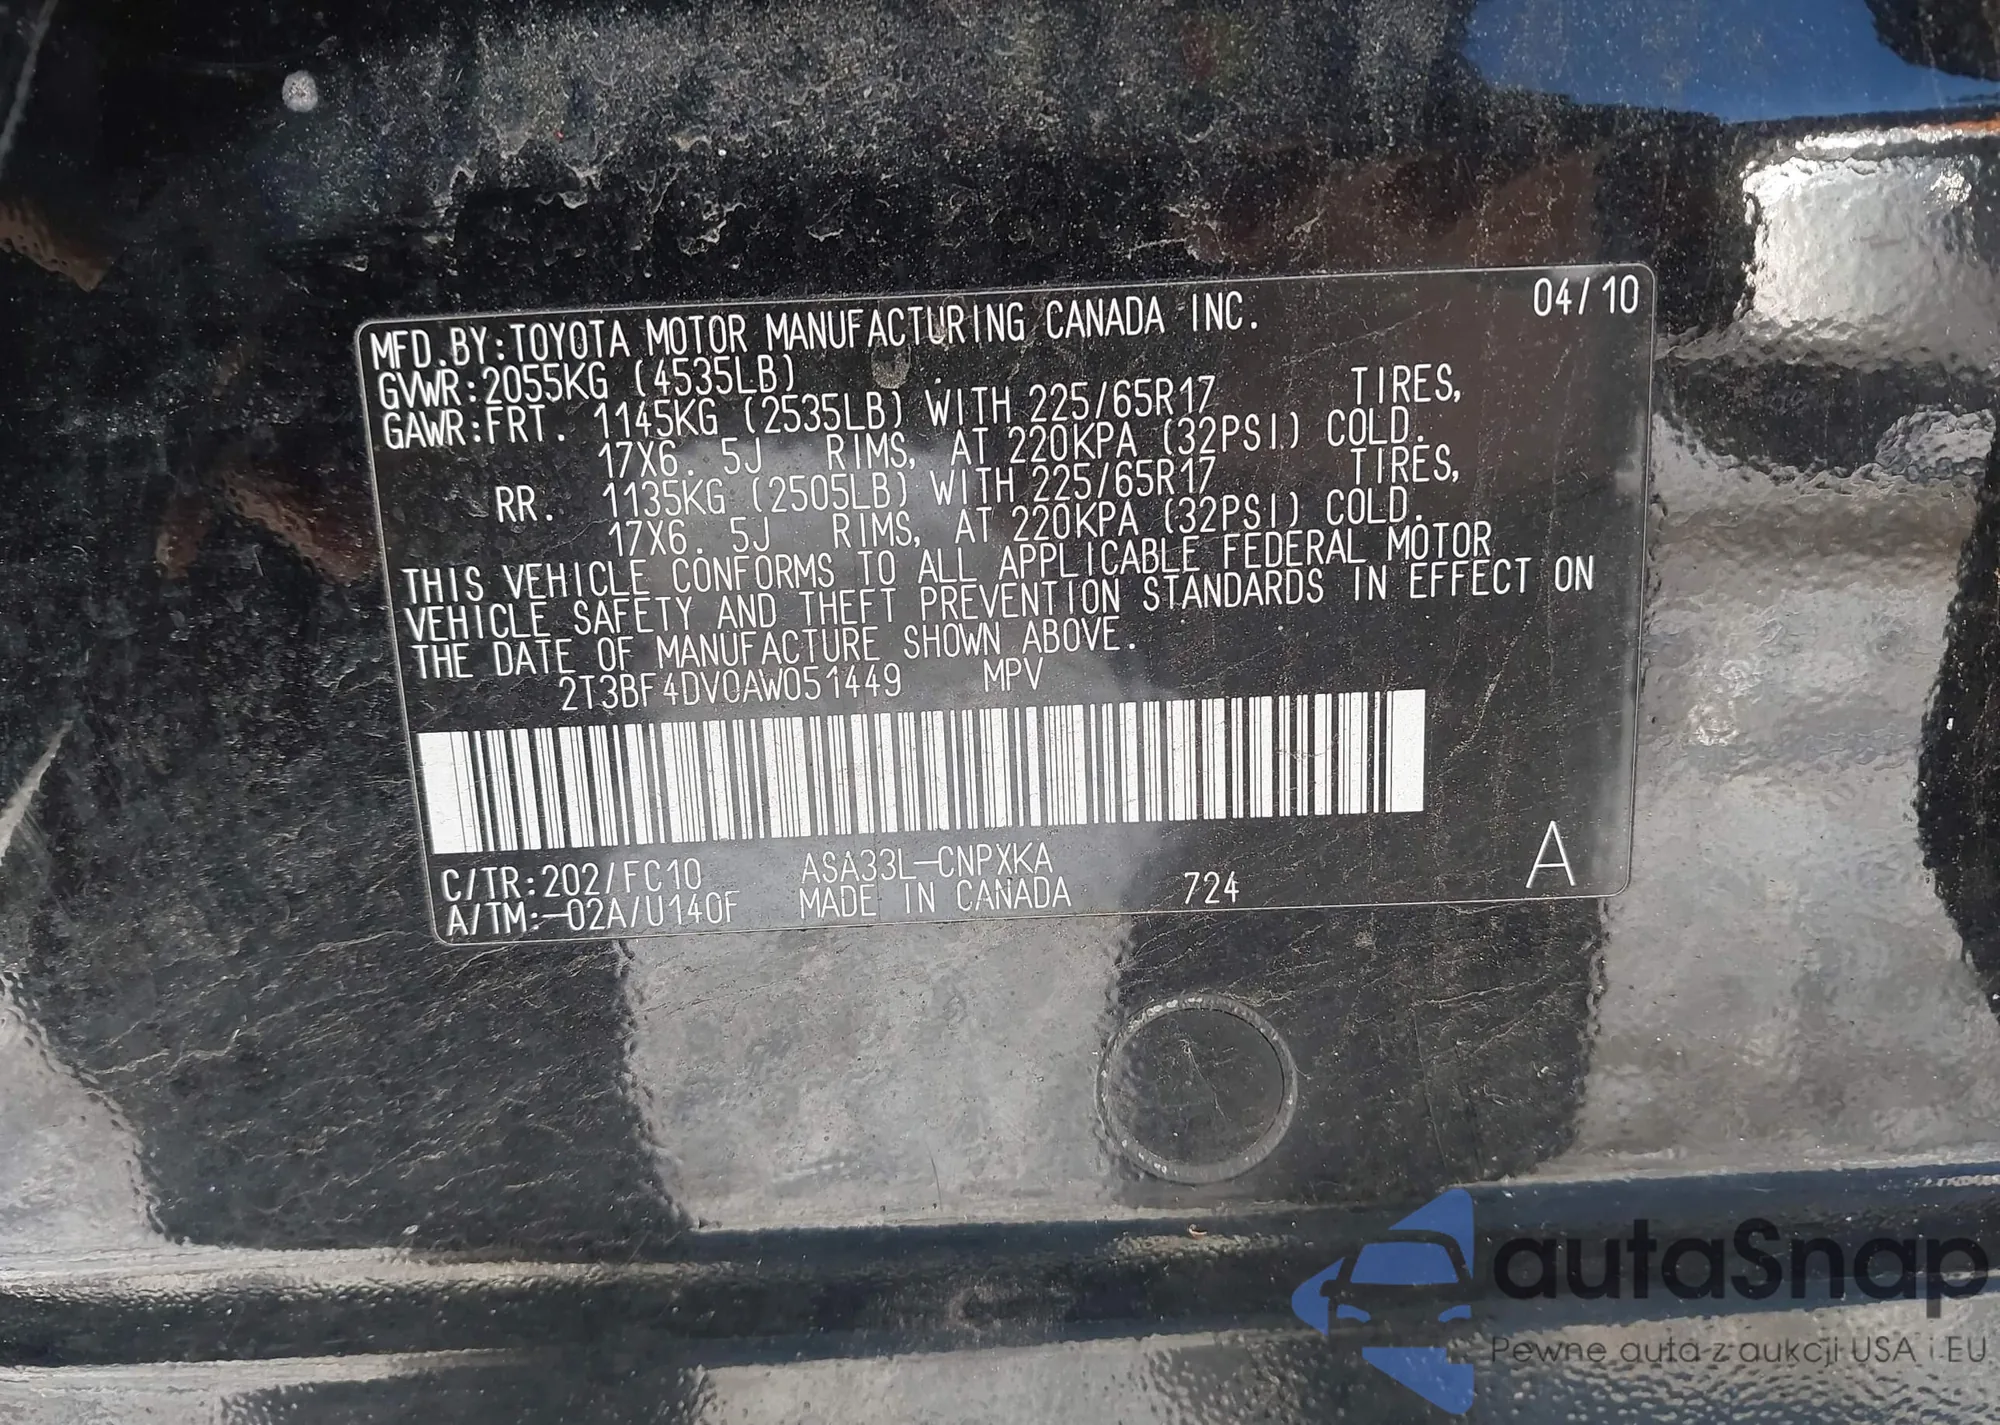 MFD.BY:TOYOTA MOTOR MANUFACTURING CANADA INC. 04/10
GVWR:2055KG (4535LB)
GAWR:FRT. 1145KG (2535LB) WITH 225/65R17 TIRES,
17X6.5J RIMS, AT 220KPA (32PSI) COLD.
RR. 1135KG (2505LB) WITH 225/65R17 TIRES,
17X6.5J RIMS, AT 220KPA (32PSI) COLD.
THIS VEHICLE CONFORMS TO ALL APPLICABLE FEDERAL MOTOR
VEHICLE SAFETY AND THEFT PREVENTION STANDARDS IN EFFECT ON
THE DATE OF MANUFACTURE SHOWN ABOVE.
2T3BF4DV0AW051449 MPV
C/TR:202/FC10 ASA33L-CNPXKA
A/TM:-02A/U140F MADE IN CANADA 724 A
autaSnap
Pewne auta z aukcji USA i EU